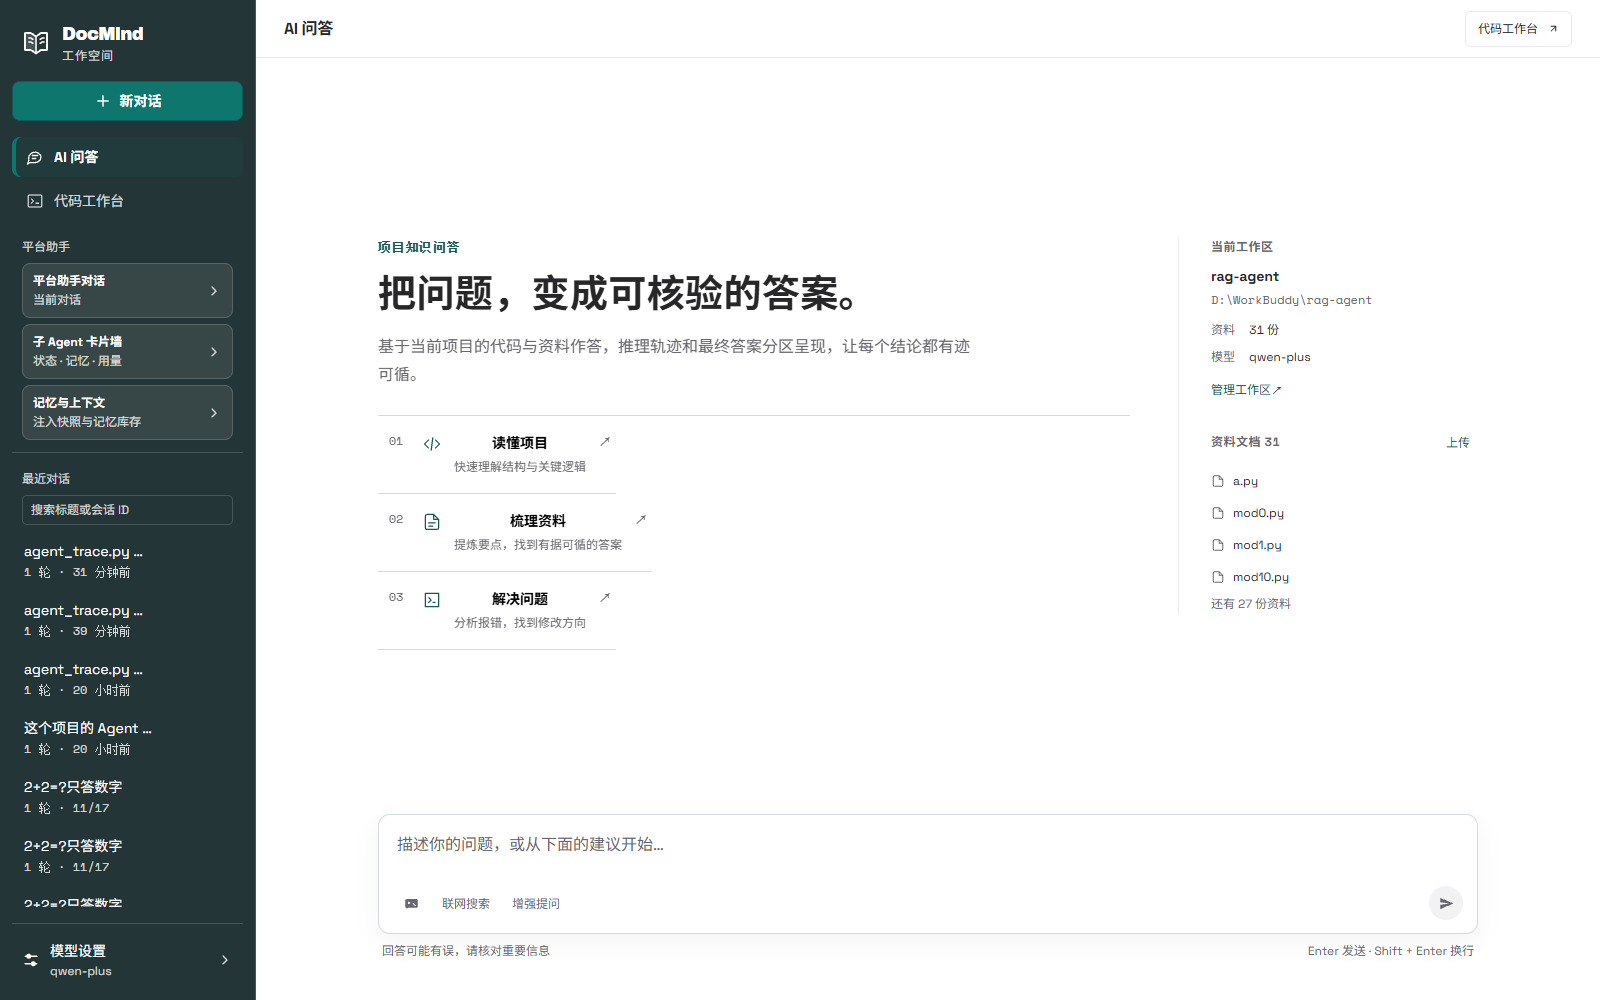 DocMind
工作空间
新对话
AI 问答
代码工作台
平台助手
平台助手对话
当前对话
子 Agent 卡片墙
状态 · 记忆 · 用量
记忆与上下文
注入快照与记忆库存
最近对话
搜索标题或会话 ID
agent_trace.py ...
1 轮 · 31 分钟前
agent_trace.py ...
1 轮 · 39 分钟前
agent_trace.py ...
1 轮 · 20 小时前
这个项目的 Agent ...
1 轮 · 20 小时前
2+2=?只答数字
1 轮 · 11/17
2+2=?只答数字
1 轮 · 11/17
2+2=?只答数字
模型设置
qwen-plus
AI 问答
代码工作台
项目知识问答
把问题，变成可核验的答案。
基于当前项目的代码与资料作答，推理轨迹和最终答案分区呈现，让每个结论都有迹
可循。
01 读懂项目
快速理解结构与关键逻辑
02 梳理资料
提炼要点，找到有据可循的答案
03 解决问题
分析报错，找到修改方向
当前工作区
rag-agent
D:\WorkBuddy\rag-agent
资料 31 份
模型 qwen-plus
管理工作区
资料文档 31 上传
a.py
mod0.py
mod1.py
mod10.py
还有 27 份资料
描述你的问题，或从下面的建议开始...
联网搜索 增强提问
回答可能有误，请核对重要信息
Enter 发送 · Shift + Enter 换行